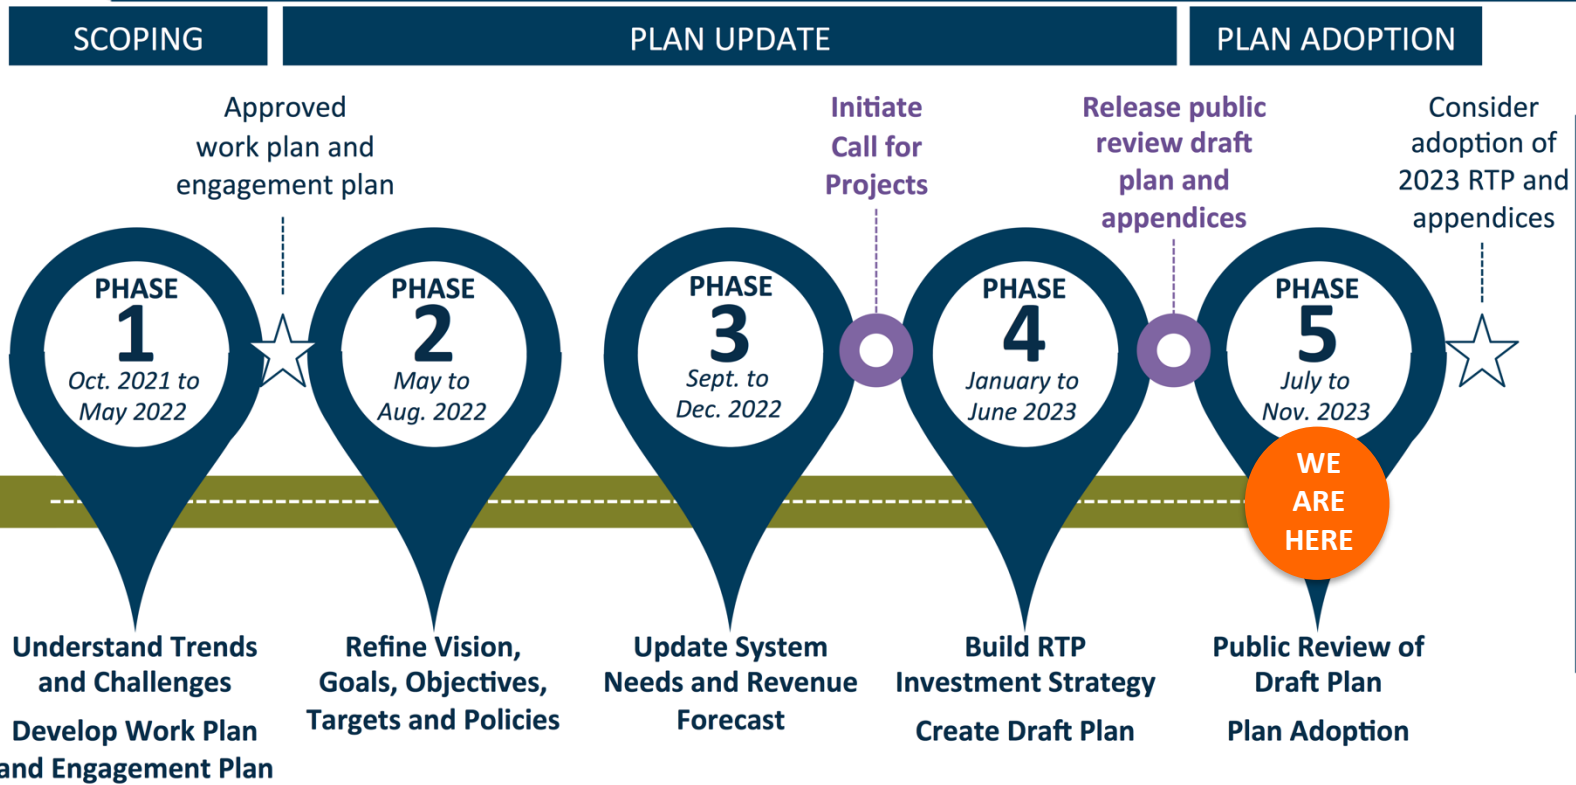 SCOPING
PLAN UPDATE
PLAN ADOPTION
Approved
work plan and
engagement plan
Initiate
Call for
Projects
Release public
review draft
plan and
appendices
Consider
adoption of
2023 RTP and
appendices
PHASE
1
Oct. 2021 to
May 2022
PHASE
2
May to
Aug. 2022
PHASE
3
Sept. to
Dec. 2022
PHASE
4
January to
June 2023
PHASE
5
July to
Nov. 2023
WE
ARE
HERE
Understand Trends
and Challenges
Develop Work Plan
and Engagement Plan
Refine Vision,
Goals, Objectives,
Targets and Policies
Update System
Needs and Revenue
Forecast
Build RTP
Investment Strategy
Create Draft Plan
Public Review of
Draft Plan
Plan Adoption